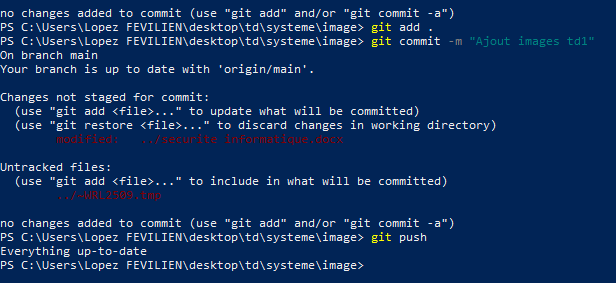 no changes added to commit (use "git add" and/or "git commit -a")
PS C:\Users\Lopez FEVILIEN\desktop\td\systeme\image> git add .
PS C:\Users\Lopez FEVILIEN\desktop\td\systeme\image> git commit -m "Ajout images td1"
On branch main
Your branch is up to date with 'origin/main'.
Changes not staged for commit:
(use "git add <file>..." to update what will be committed)
(use "git restore <file>..." to discard changes in working directory)
modified: ../securite informatique.docx
Untracked files:
(use "git add <file>..." to include in what will be committed)
../~WRL2509.tmp
no changes added to commit (use "git add" and/or "git commit -a")
PS C:\Users\Lopez FEVILIEN\desktop\td\systeme\image> git push
Everything up-to-date
PS C:\Users\Lopez FEVILIEN\desktop\td\systeme\image>